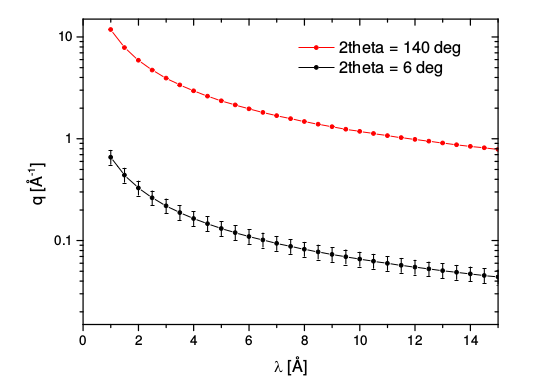 10
1
0.1
q [Å⁻¹]
2theta = 140 deg
2theta = 6 deg
0 2 4 6 8 10 12 14
λ [Å]